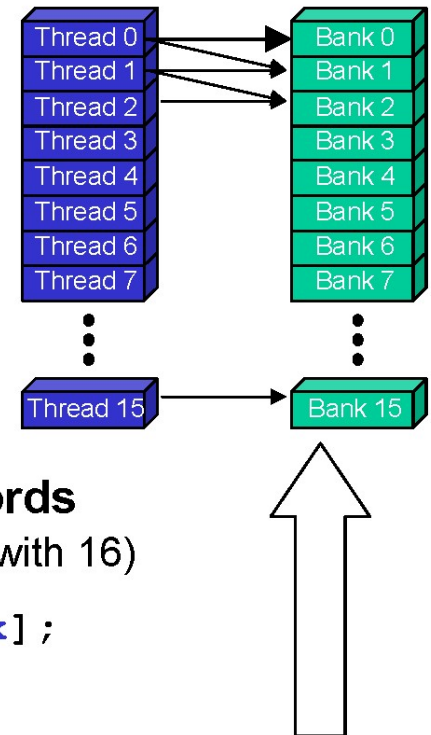 Thread 0 Bank 0
Thread 1 Bank 1
Thread 2 Bank 2
Thread 3 Bank 3
Thread 4 Bank 4
Thread 5 Bank 5
Thread 6 Bank 6
Thread 7 Bank 7
Thread 15 Bank 15
ords
with 16)
];